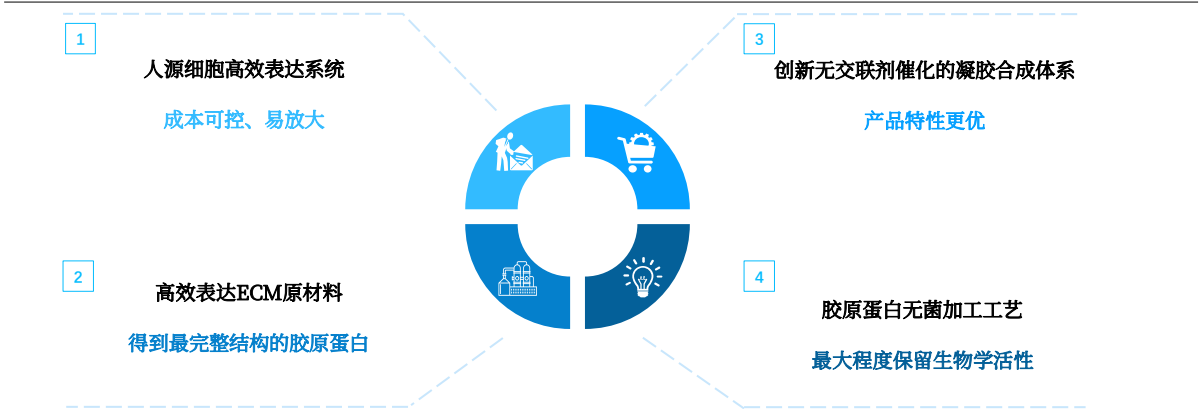 1
人源细胞高效表达系统
成本可控、易放大
2
高效表达ECM原材料
得到最完整结构的胶原蛋白
3
创新无交联剂催化的凝胶合成体系
产品特性更优
4
胶原蛋白无菌加工工艺
最大程度保留生物学活性